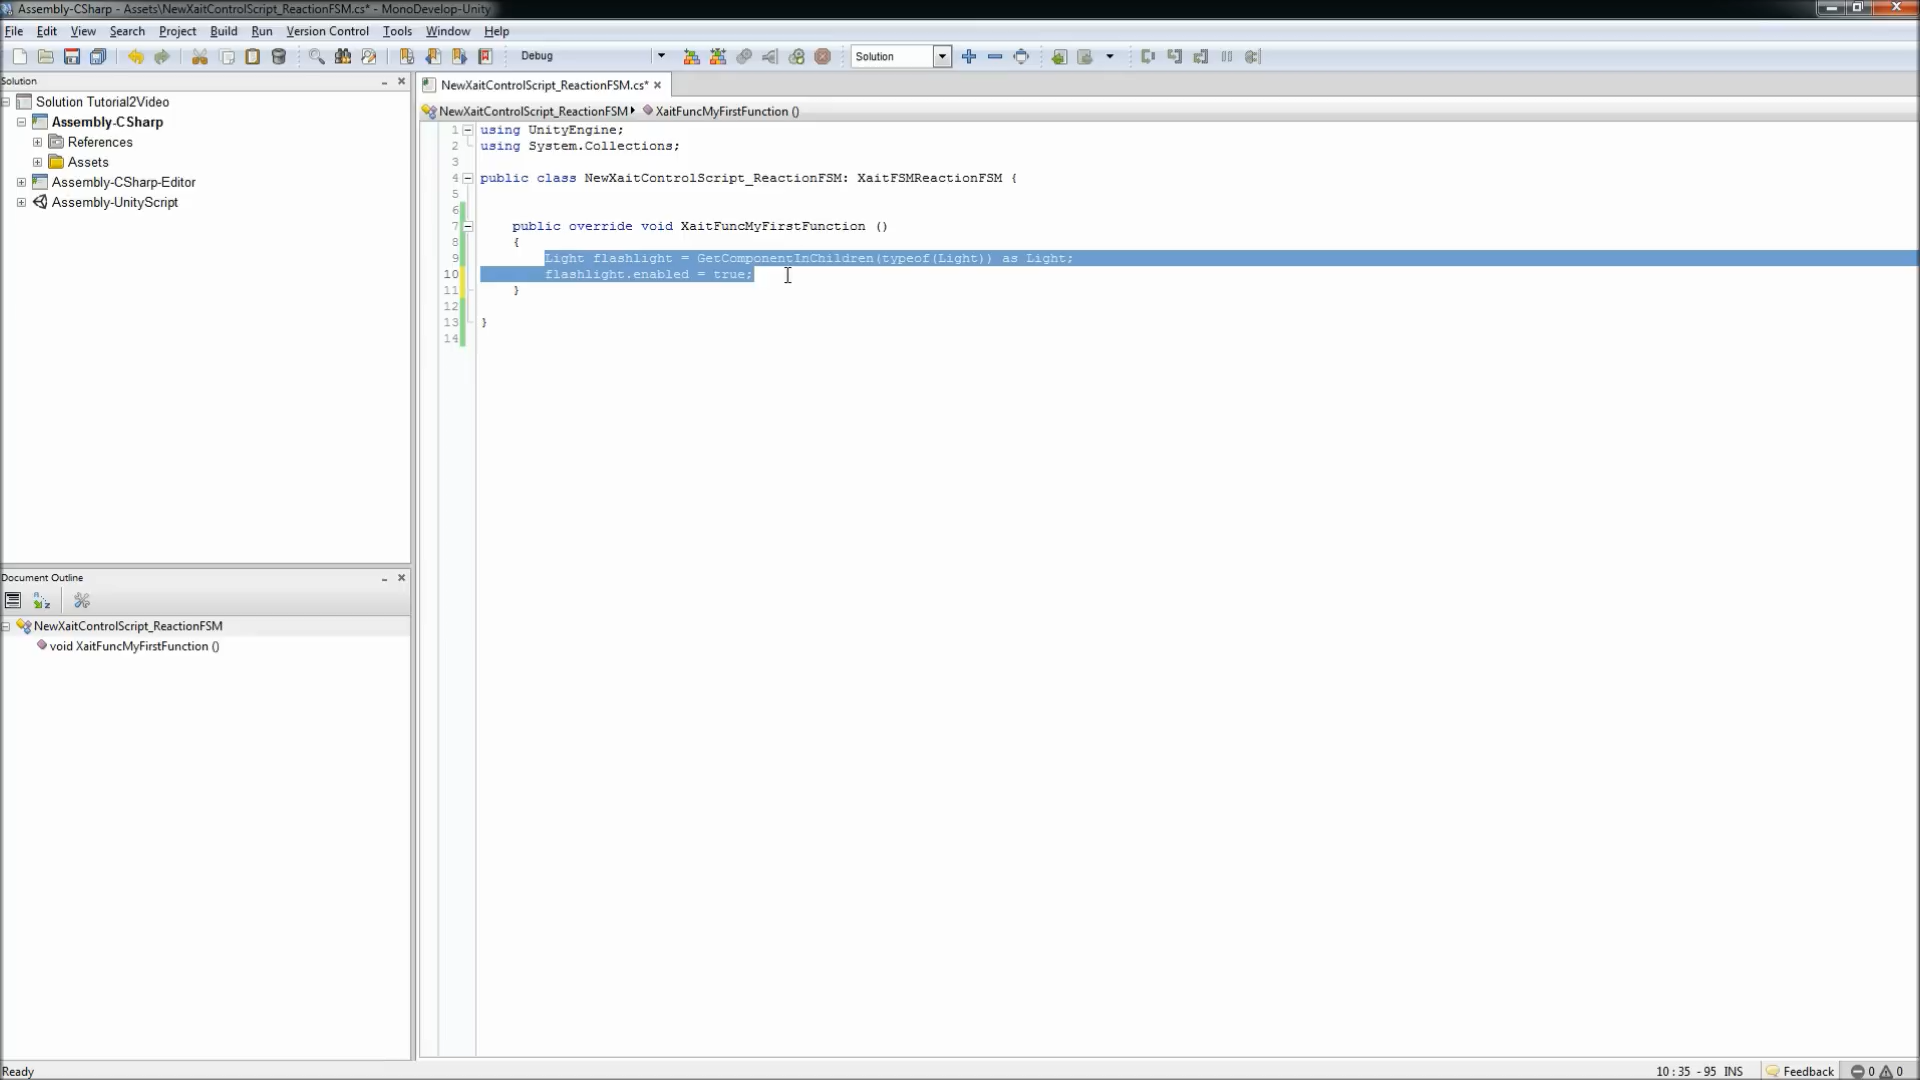 Assembly-CSharp - Assets\NewXaitControlScript_ReactionFSM.cs* - MonoDevelop-Unity
File Edit View Search Project Build Run Version Control Tools Window Help
Debug Solution
Solution
Solution Tutorial2Video
Assembly-CSharp
References
Assets
Assembly-CSharp-Editor
Assembly-UnityScript
Document Outline
NewXaitControlScript_ReactionFSM
void XaitFuncMyFirstFunction ()
NewXaitControlScript_ReactionFSM.cs*
NewXaitControlScript_ReactionFSM XaitFuncMyFirstFunction ()
1 using UnityEngine;
2 using System.Collections;
3
4 public class NewXaitControlScript_ReactionFSM: XaitFSMReactionFSM {
5
6
7 public override void XaitFuncMyFirstFunction ()
8 {
9 Light flashlight = GetComponentInChildren(typeof(Light)) as Light;
10 flashlight.enabled = true;
11 }
12
13 }
14
Ready 10 : 35 - 95 INS Feedback 0 0